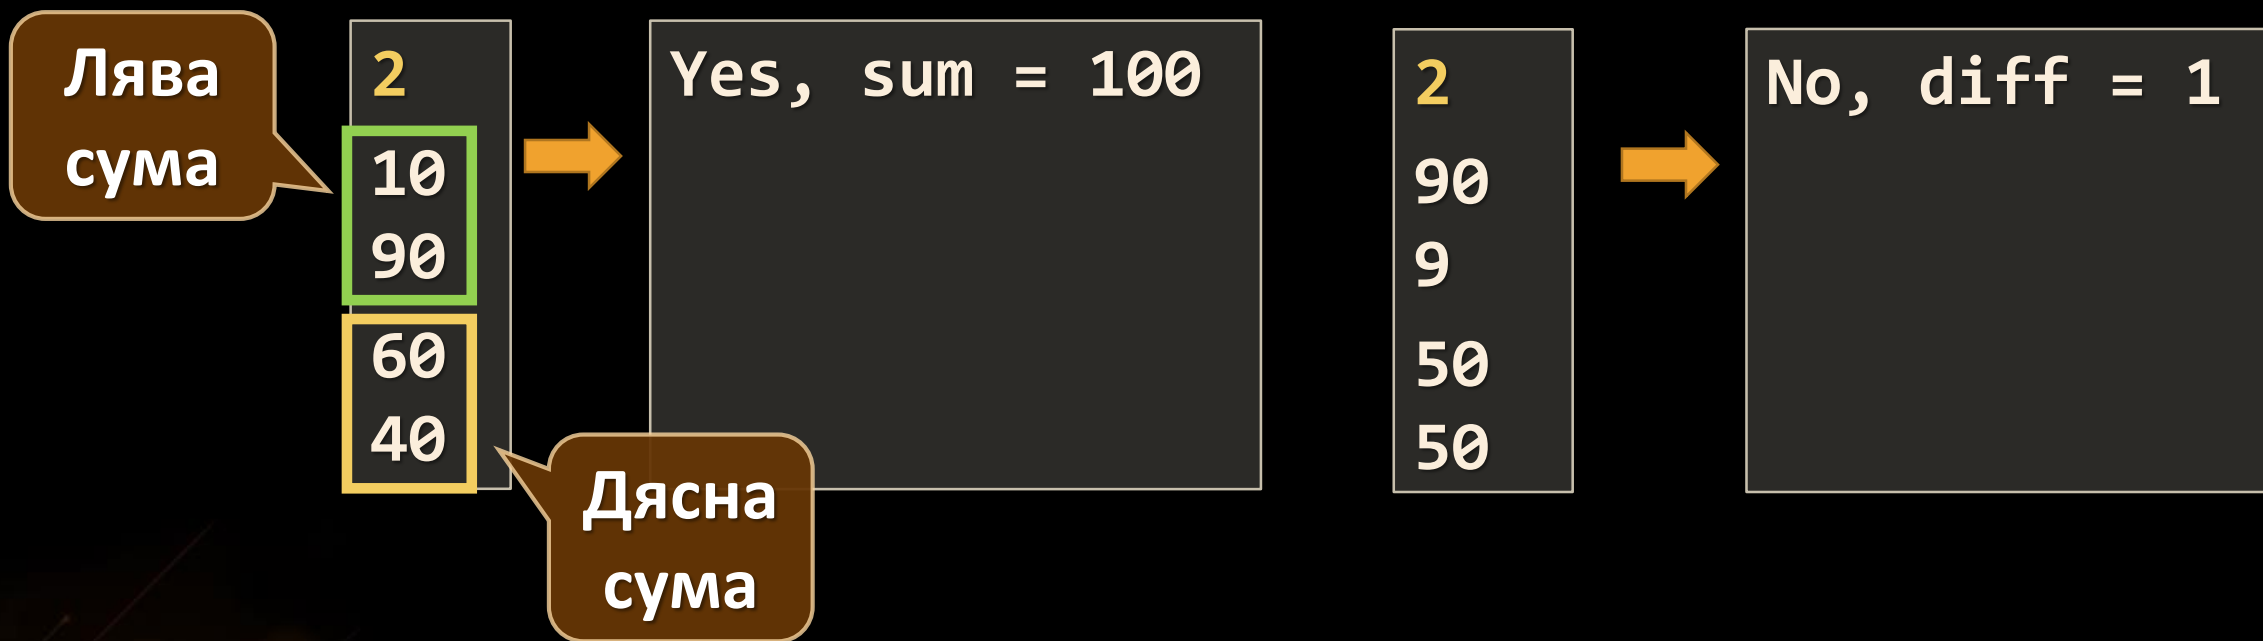 Лява
сума
2
10
90
60
40
Yes, sum = 100
Дясна
сума
2
90
9
50
50
No, diff = 1